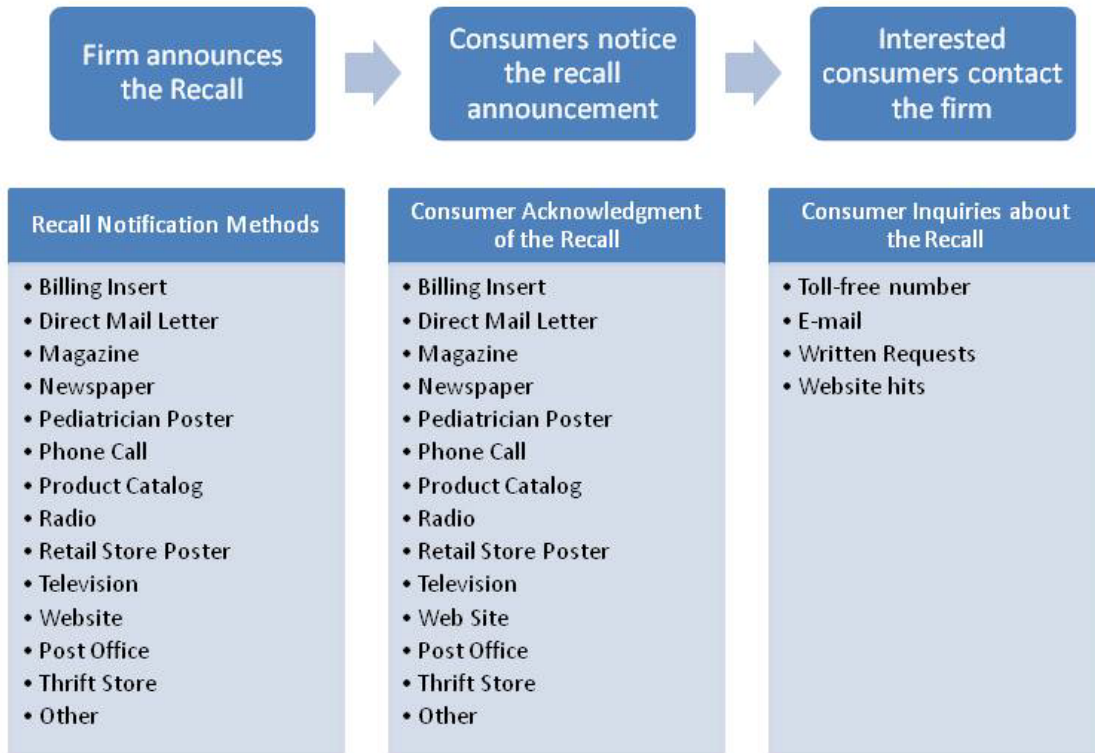 Firm announces
the Recall
Consumers notice
the recall
announcement
Interested
consumers contact
the firm
Recall Notification Methods
• Billing Insert
• Direct Mail Letter
• Magazine
• Newspaper
• Pediatrician Poster
• Phone Call
• Product Catalog
• Radio
• Retail Store Poster
• Television
• Website
• Post Office
• Thrift Store
• Other
Consumer Acknowledgment
of the Recall
• Billing Insert
• Direct Mail Letter
• Magazine
• Newspaper
• Pediatrician Poster
• Phone Call
• Product Catalog
• Radio
• Retail Store Poster
• Television
• Web Site
• Post Office
• Thrift Store
• Other
Consumer Inquiries about
the Recall
• Toll-free number
• E-mail
• Written Requests
• Website hits